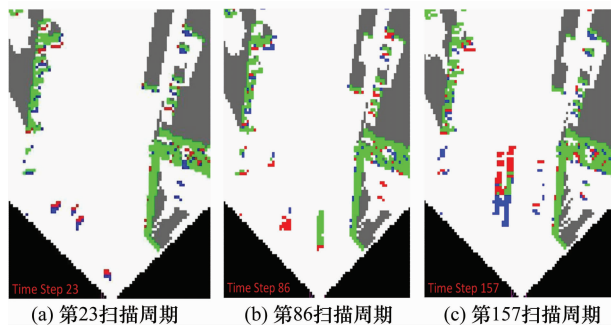 Time Step 23
Time Step 86
Time Step 157
(a) 第23扫描周期
(b) 第86扫描周期
(c) 第157扫描周期